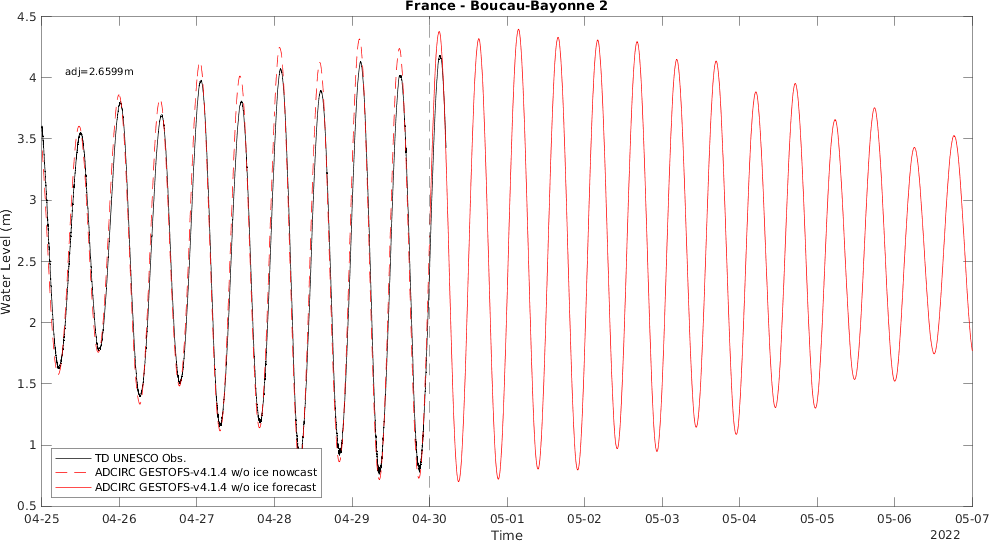 France - Boucau-Bayonne 2
4.5
4
3.5
3
2.5
2
1.5
1
0.5
Water Level (m)
adj=2.6599m
TD UNESCO Obs.
ADCIRC GESTOFS-v4.1.4 w/o ice nowcast
ADCIRC GESTOFS-v4.1.4 w/o ice forecast
04-25 04-26 04-27 04-28 04-29 04-30 05-01 05-02 05-03 05-04 05-05 05-06 05-07
Time
2022